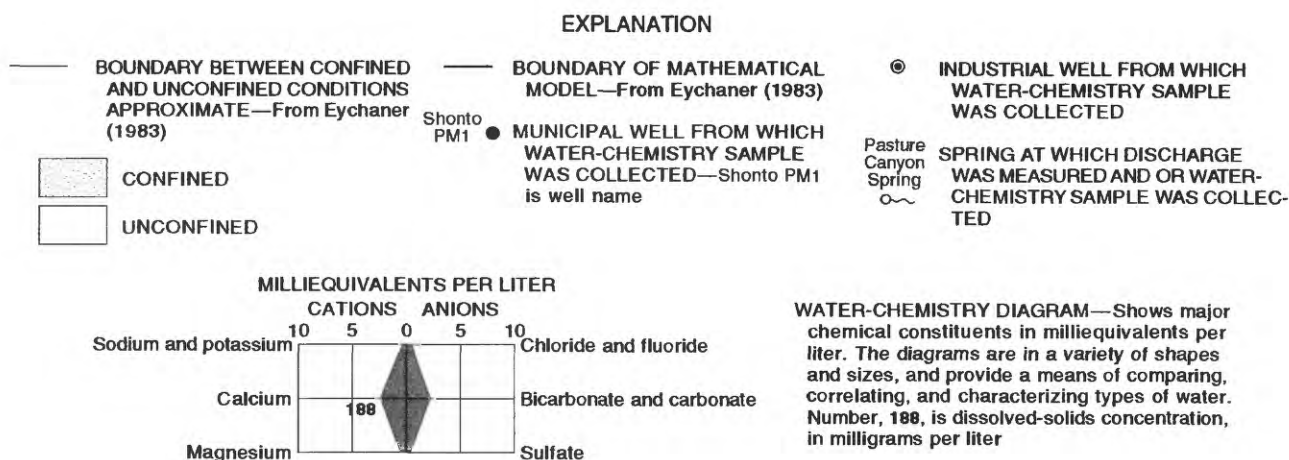 EXPLANATION
BOUNDARY BETWEEN CONFINED
AND UNCONFINED CONDITIONS
APPROXIMATE—From Eychaner
(1983)
CONFINED
UNCONFINED
BOUNDARY OF MATHEMATICAL
MODEL—From Eychaner (1983)
Shonto
PM1
MUNICIPAL WELL FROM WHICH
WATER-CHEMISTRY SAMPLE
WAS COLLECTED—Shonto PM1
is well name
INDUSTRIAL WELL FROM WHICH
WATER-CHEMISTRY SAMPLE
WAS COLLECTED
Pasture
Canyon
Spring
SPRING AT WHICH DISCHARGE
WAS MEASURED AND OR WATER-
CHEMISTRY SAMPLE WAS COLLEC-
TED
MILLIEQUIVALENTS PER LITER
CATIONS ANIONS
10 5 0 5 10
Sodium and potassium Chloride and fluoride
Calcium 188 Bicarbonate and carbonate
Magnesium Sulfate
WATER-CHEMISTRY DIAGRAM—Shows major
chemical constituents in milliequivalents per
liter. The diagrams are in a variety of shapes
and sizes, and provide a means of comparing,
correlating, and characterizing types of water.
Number, 188, is dissolved-solids concentration,
in milligrams per liter